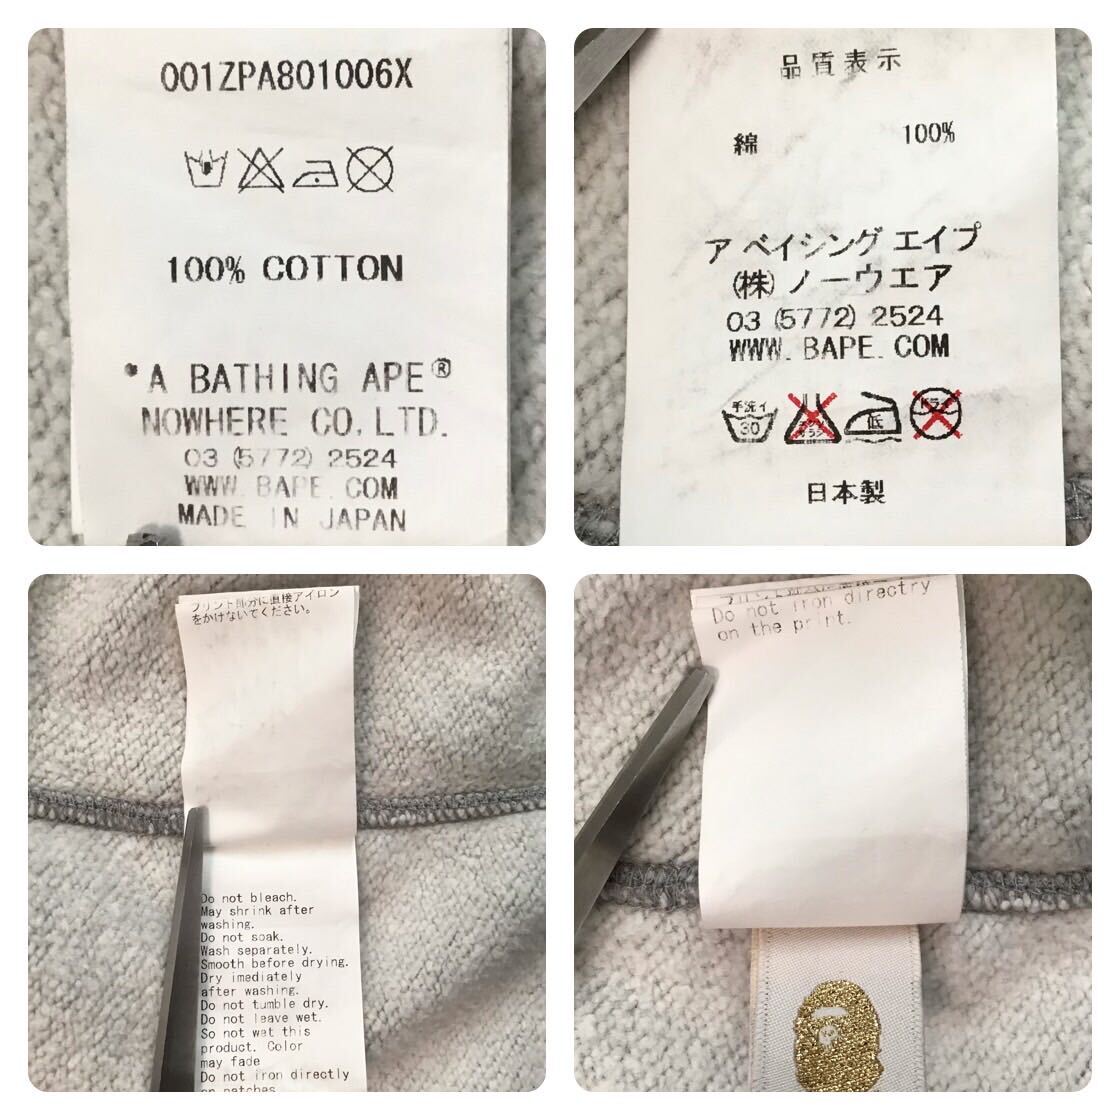 001ZPA801006X
100% COTTON
*A BATHING APE®
NOWHERE CO, LTD.
03 (5772) 2524
WWW. BAPE. COM
MADE IN JAPAN
品質表示
綿 100%
ア ベイシング エイプ
(株) ノーウエア
03 (5772) 2524
WWW. BAPE. COM
手洗イ
30
低
日本製
プリント部分に直接アイロン
をかけないでください。
Do not bleach.
May shrink after
washing.
Do not soak.
Wash separately.
Smooth before drying.
Dry imediately
after washing.
Do not tumble dry.
Do not leave wet.
So not wet this
product. Color
may fade
Do not iron directly
on patches
Do not iron directry
on the print.